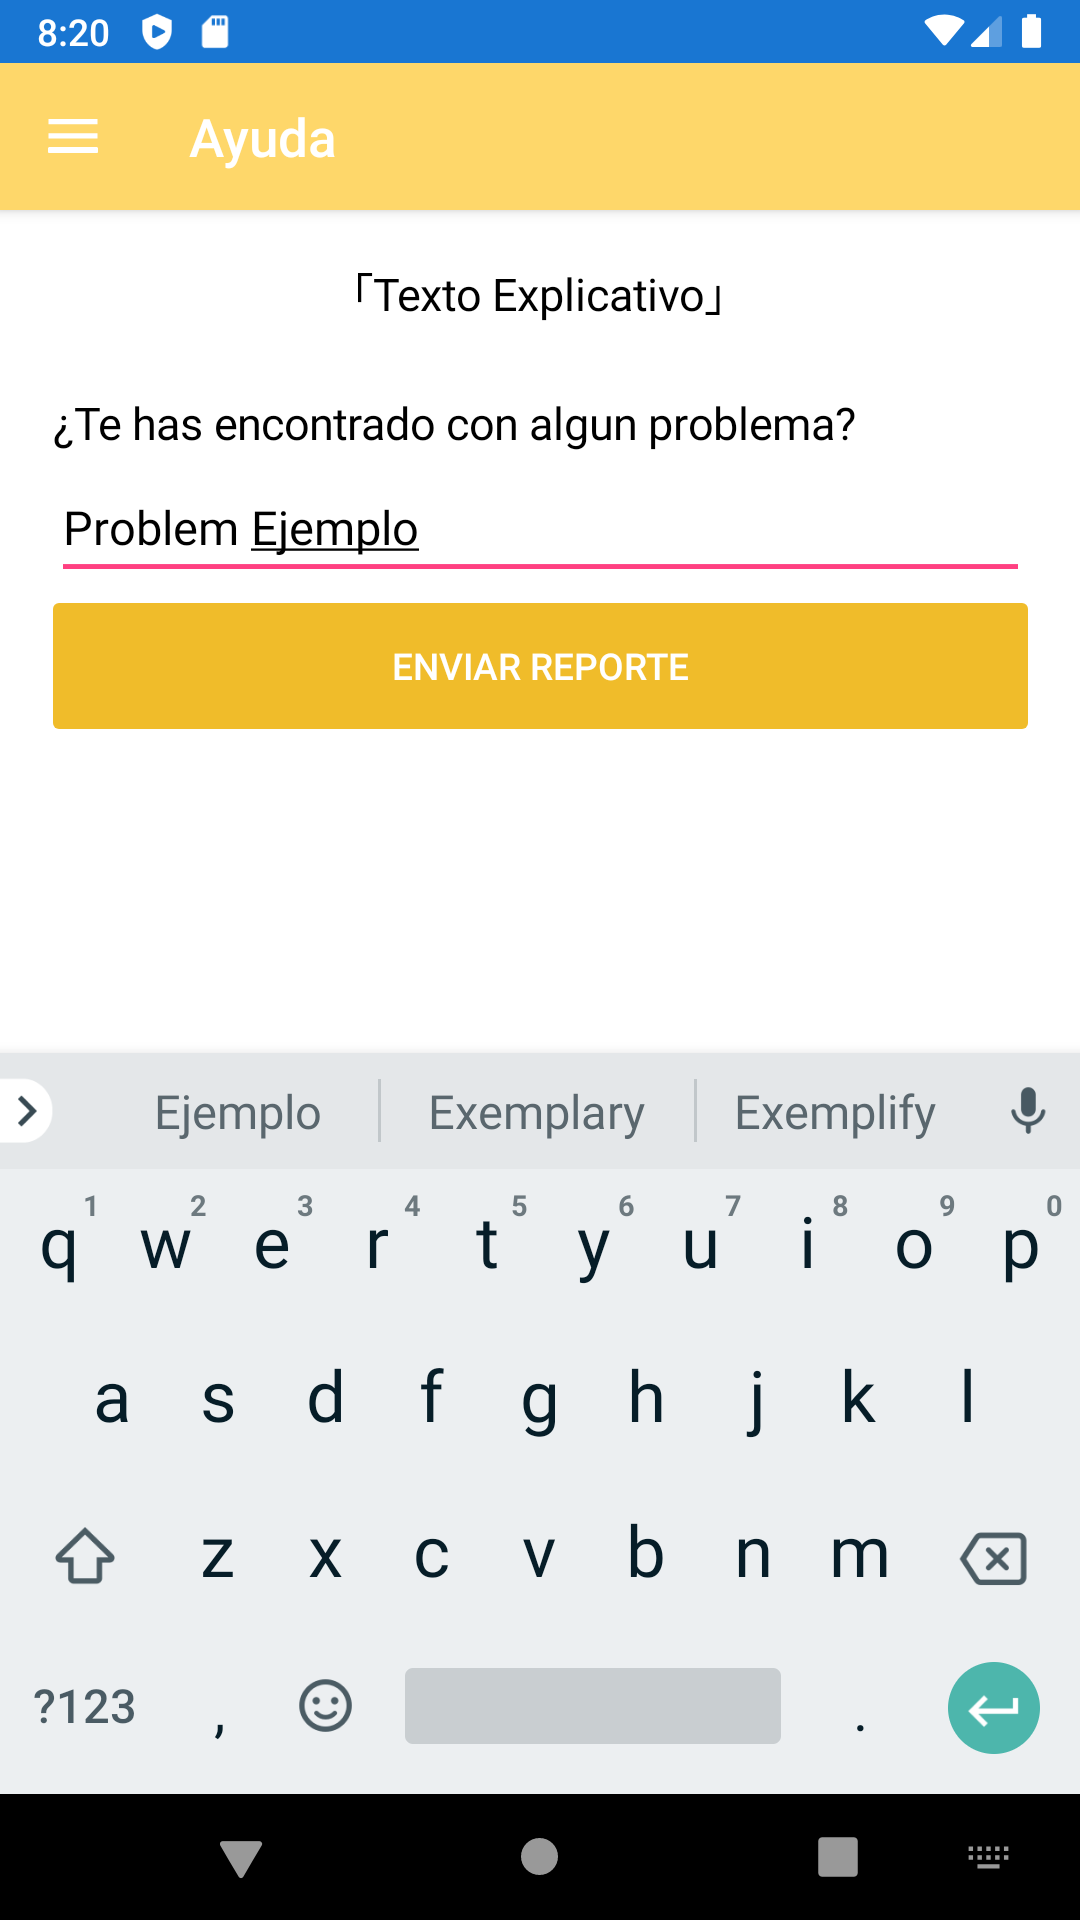 8:20
Ayuda
「Texto Explicativo」
¿Te has encontrado con algun problema?
Problem Ejemplo
ENVIAR REPORTE
Ejemplo Exemplary Exemplify
1 2 3 4 5 6 7 8 9 0
q w e r t y u i o p
a s d f g h j k l
z x c v b n m
?123 , .